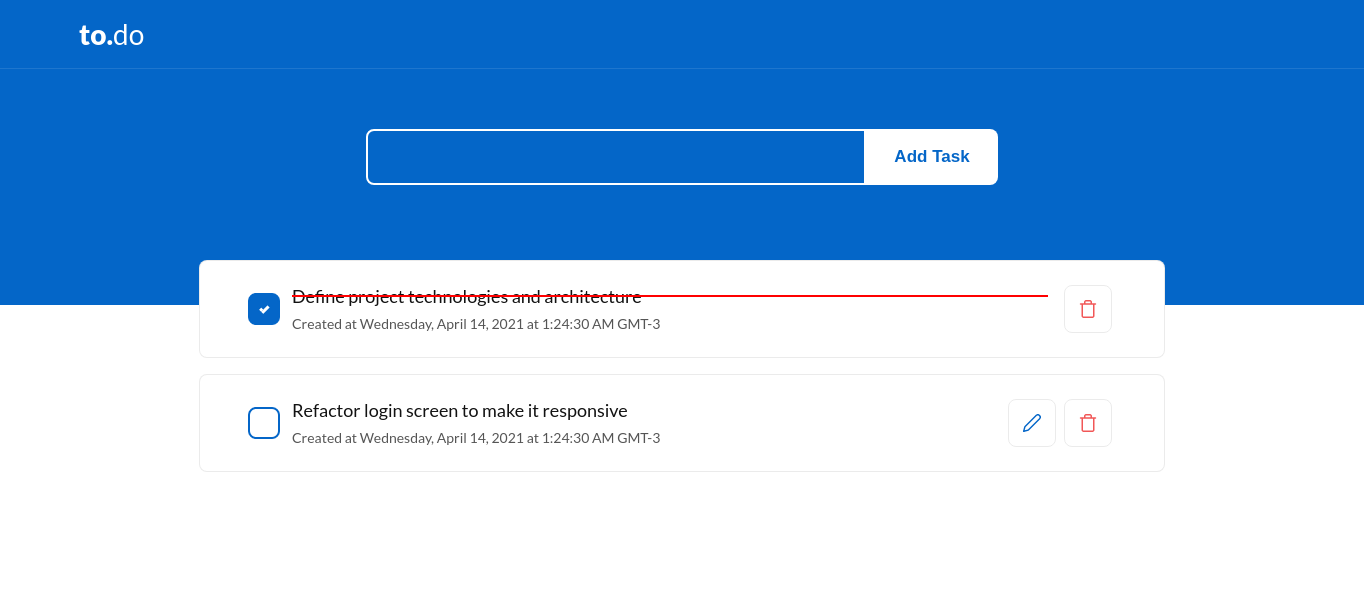 to.do
Add Task
Define project technologies and architecture
Created at Wednesday, April 14, 2021 at 1:24:30 AM GMT-3
Refactor login screen to make it responsive
Created at Wednesday, April 14, 2021 at 1:24:30 AM GMT-3